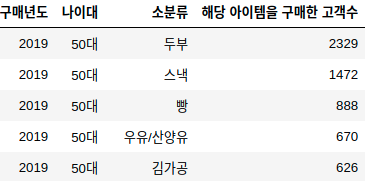 구매년도 나이대 소분류 해당 아이템을 구매한 고객수
2019 50대 두부 2329
2019 50대 스낵 1472
2019 50대 빵 888
2019 50대 우유/산양유 670
2019 50대 김가공 626